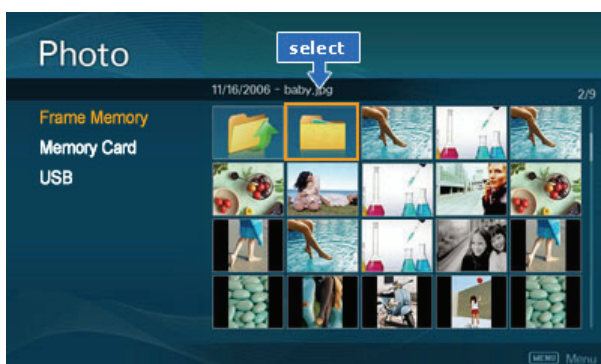 Photo
select
11/16/2006 - baby.jpg
2/9
Frame Memory
Memory Card
USB
MENU Menu